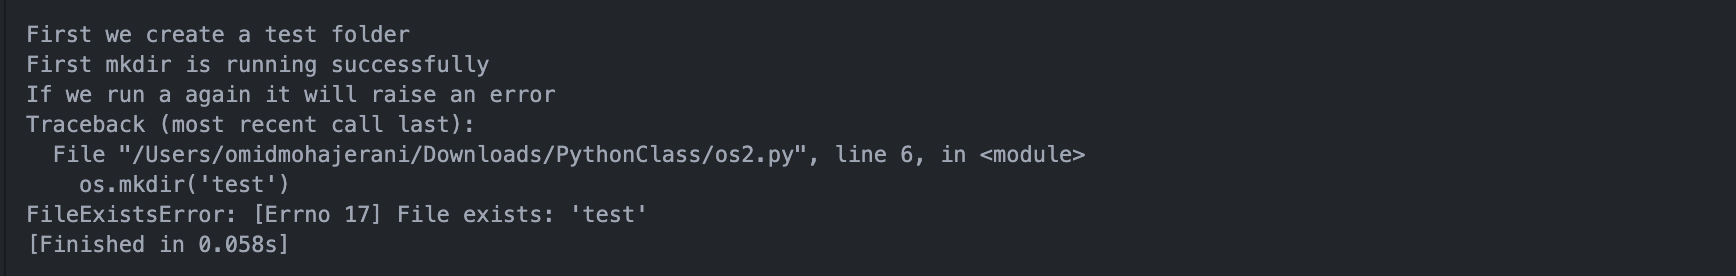 First we create a test folder
First mkdir is running successfully
If we run a again it will raise an error
Traceback (most recent call last):
  File "/Users/omidmohajerani/Downloads/PythonClass/os2.py", line 6, in <module>
    os.mkdir('test')
FileExistsError: [Errno 17] File exists: 'test'
[Finished in 0.058s]